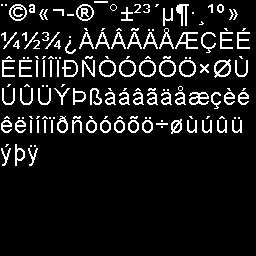 ¨©ª«¬-®¯°±²³´µ¶·¸¹º»
¼½¾¿ÀÁÂÃÄÅÆÇÈÉ
ÊËÌÍÎÏÐÑÒÓÔÕÖ×ØÙ
ÚÛÜÝÞßàáâãäåæçèé
êëìíîïðñòóôõö÷øùúûü
ýþÿ